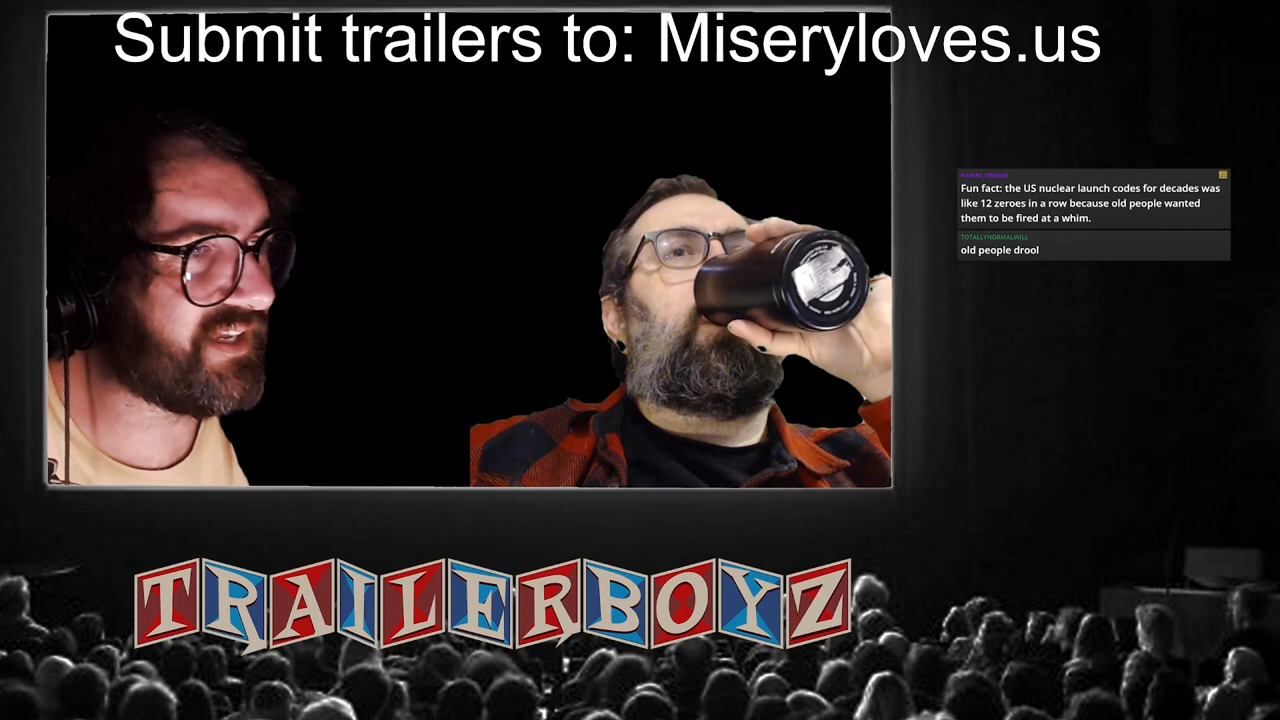 Submit trailers to: Miseryloves.us
Fun fact: the US nuclear launch codes for decades was
like 12 zeroes in a row because old people wanted
them to be fired at a whim.
TOTALLYNORMALWILL
old people drool
TRAILERBOYZ